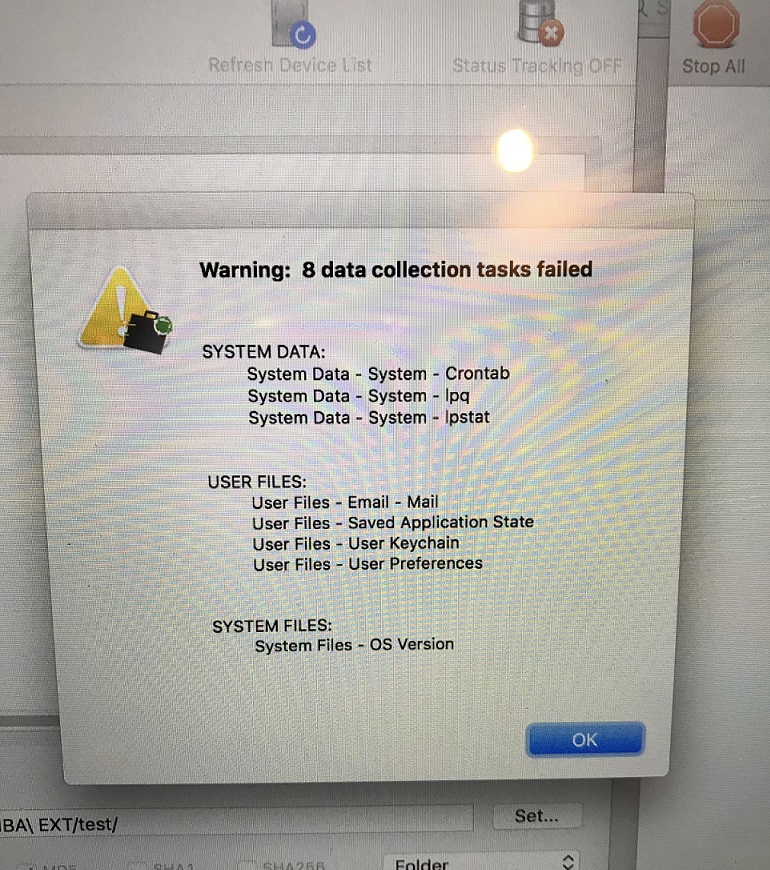 Refresh Device List
Status Tracking OFF
Stop All
Warning: 8 data collection tasks failed
SYSTEM DATA:
System Data - System - Crontab
System Data - System - lpq
System Data - System - lpstat
USER FILES:
User Files - Email - Mail
User Files - Saved Application State
User Files - User Keychain
User Files - User Preferences
SYSTEM FILES:
System Files - OS Version
OK
BA\ EXT/test/
Set...
MD5
SHA1
SHA256
Folder